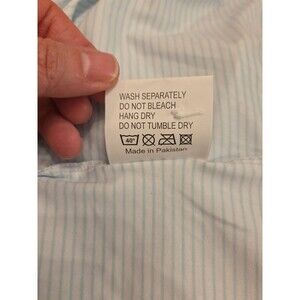 WASH SEPARATELY
DO NOT BLEACH
HANG DRY
DO NOT TUMBLE DRY
40°
Made in Pakistan